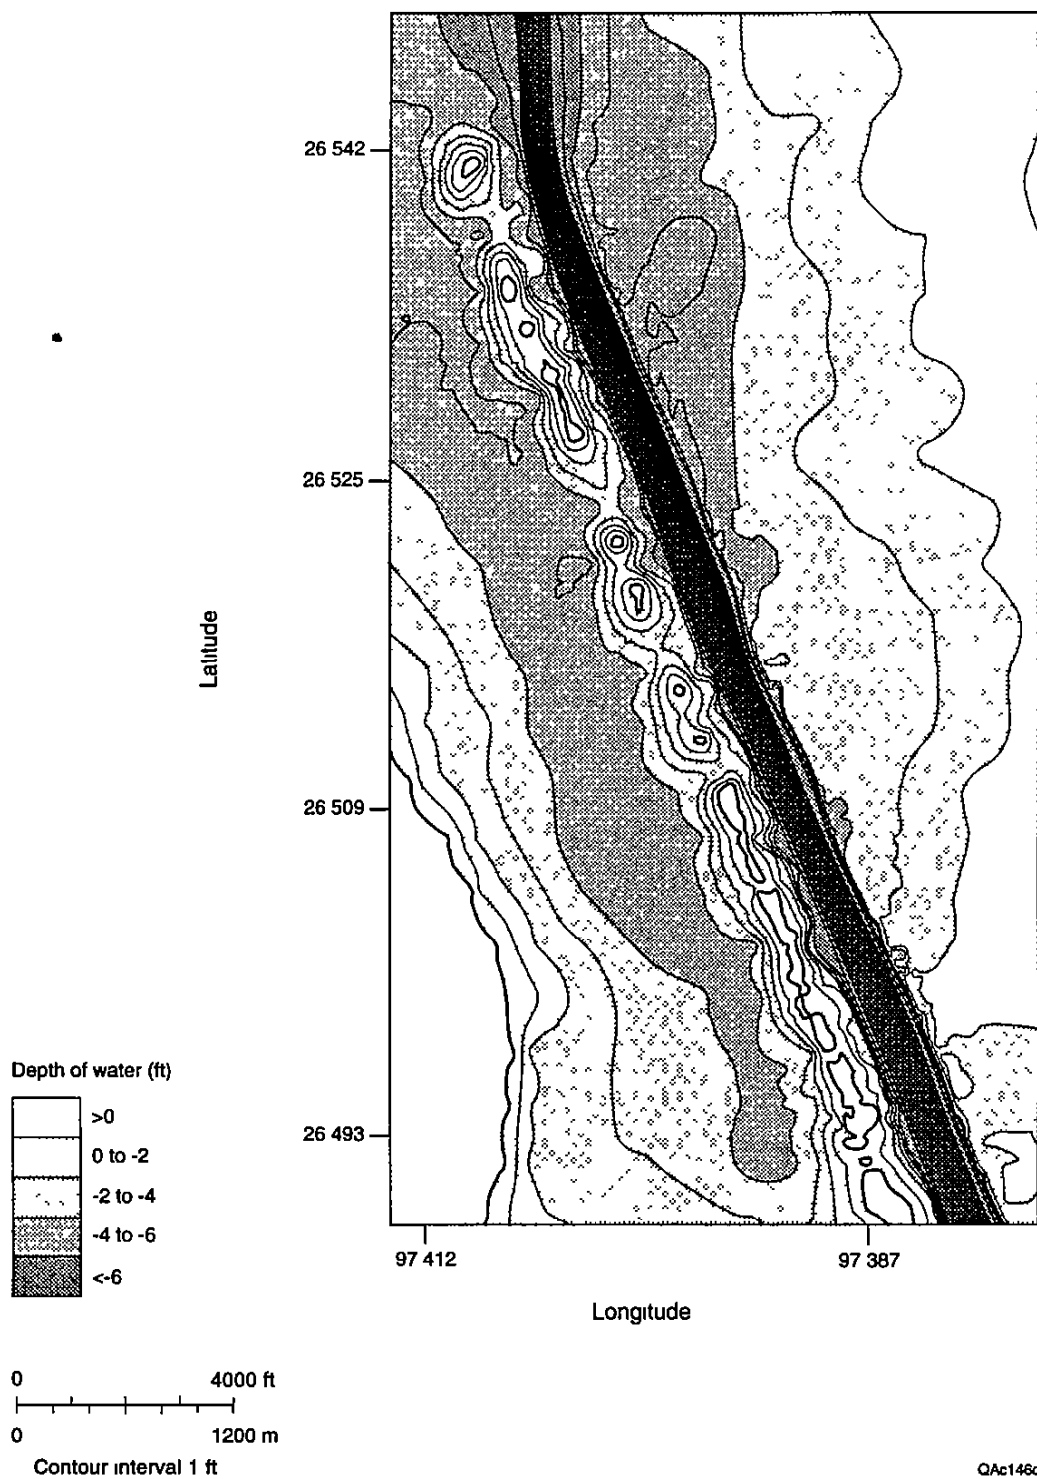 26 542
26 525
Latitude
26 509
26 493
97 412
97 387
Longitude
Depth of water (ft)
>0
0 to -2
-2 to -4
-4 to -6
<-6
0 4000 ft
0 1200 m
Contour interval 1 ft
QAc146c